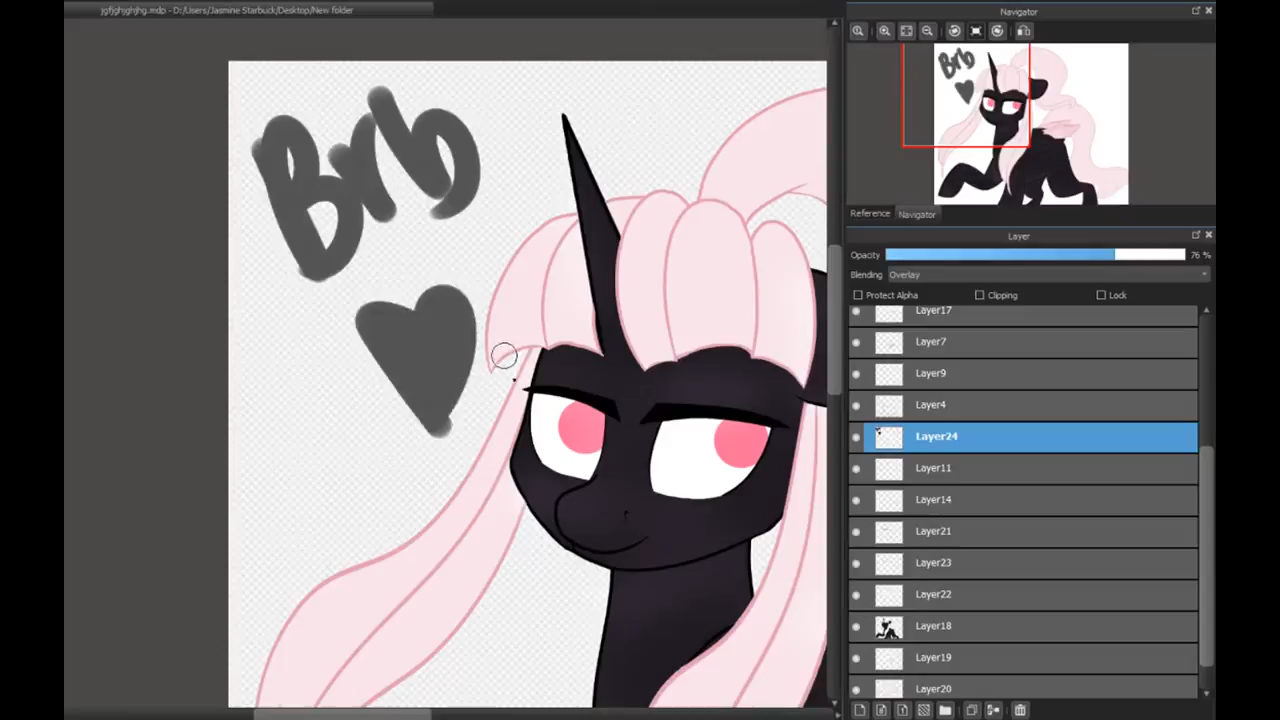 jgfjghjghjhg.mdp - D:/Users/Jasmine Starbuck/Desktop/New folder
Navigator
Brb
Brb
Reference Navigator
Layer
Opacity 76 %
Blending Overlay
Protect Alpha Clipping Lock
Layer17
Layer7
Layer9
Layer4
Layer24
Layer11
Layer14
Layer21
Layer23
Layer22
Layer18
Layer19
Layer20